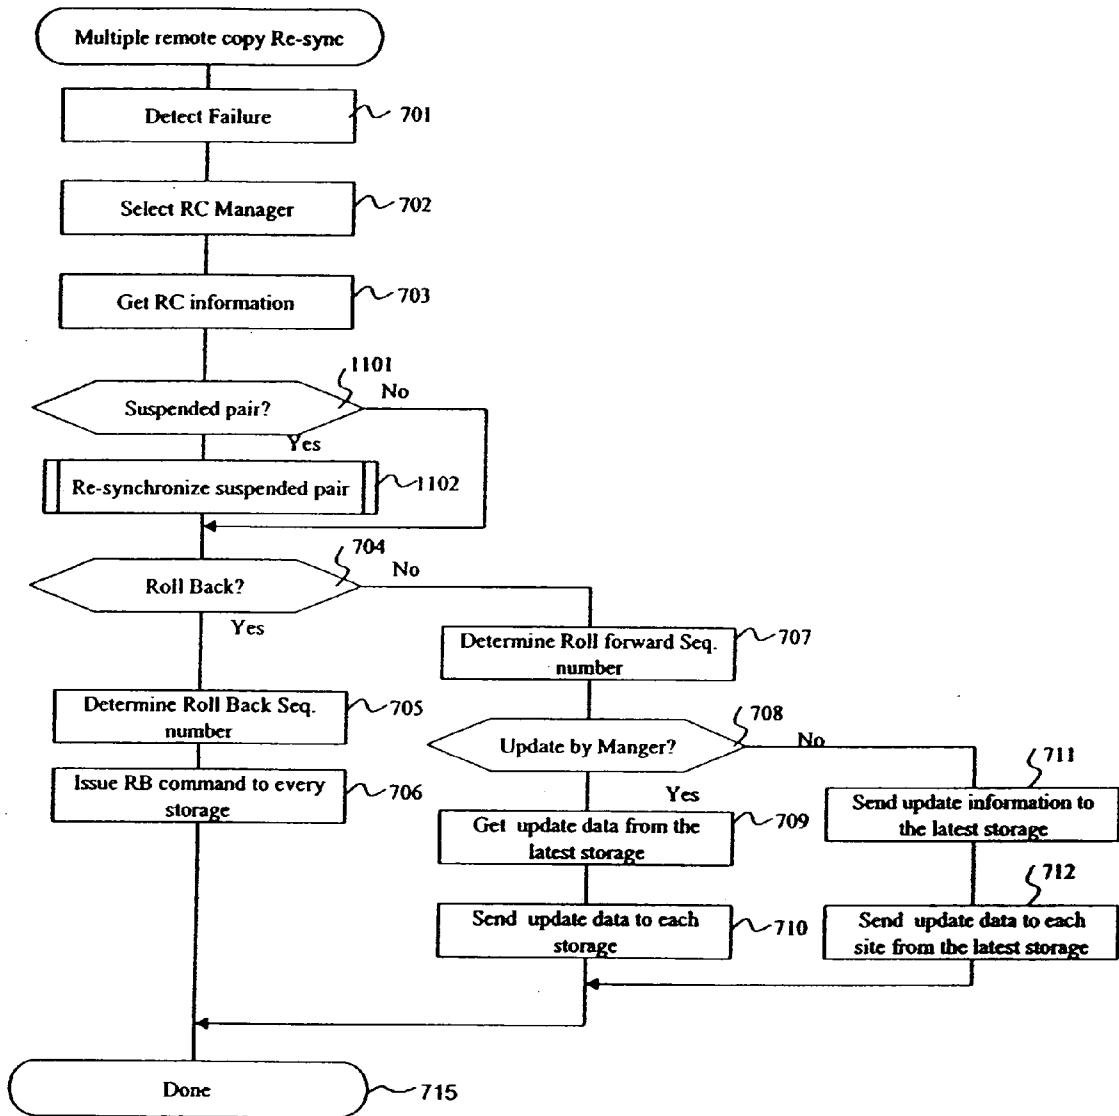 Multiple remote copy Re-sync
Detect Failure
701
Select RC Manager
702
Get RC information
703
1101
Suspended pair?
No
Yes
Re-synchronize suspended pair
1102
704
Roll Back?
No
Yes
Determine Roll forward Seq.
number
707
Determine Roll Back Seq.
number
705
708
Update by Manger?
No
Yes
Issue RB command to every
storage
706
711
Send update information to
the latest storage
Get update data from the
latest storage
709
712
Send update data to each
site from the latest storage
Send update data to each
storage
710
Done
715